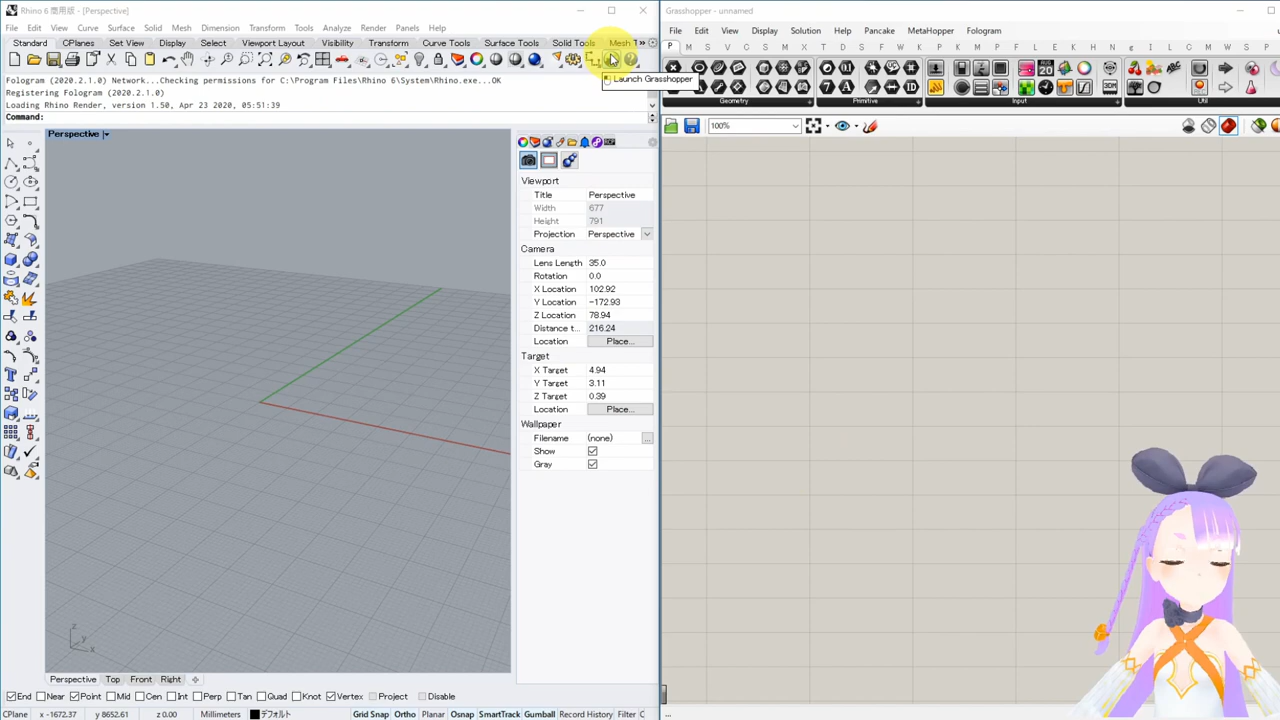 Rhino 6 商用版 - [Perspective]
File Edit View Curve Surface Solid Mesh Dimension Transform Tools Analyze Render Panels Help
Standard CPlanes Set View Display Select Viewport Layout Visibility Transform Curve Tools Surface Tools Solid Tools Mesh T
Launch Grasshopper
Fologram (2020.2.1.0) Network...Checking permissions for C:\Program Files\Rhino 6\System\Rhino.exe...OK
Registering Fologram (2020.2.1.0)
Loading Rhino Render, version 1.50, Apr 23 2020, 05:51:39
Command:
Perspective
Viewport
Title Perspective
Width 677
Height 791
Projection Perspective
Camera
Lens Length 35.0
Rotation 0.0
X Location 102.92
Y Location -172.93
Z Location 78.94
Distance t... 216.24
Location Place...
Target
X Target 4.94
Y Target 3.11
Z Target 0.39
Location Place...
Wallpaper
Filename (none) ...
Show
Gray
z
y
x
Perspective Top Front Right
End Near Point Mid Cen Int Perp Tan Quad Knot Vertex Project Disable
CPlane x -1672.37 y 8652.61 z 0.00 Millimeters デフォルト Grid Snap Ortho Planar Osnap SmartTrack Gumball Record History Filter C
Grasshopper - unnamed
File Edit View Display Solution Help Pancake MetaHopper Fologram
P M S V C S M I T D W S
Geometry Primitive Input Util
100%
...